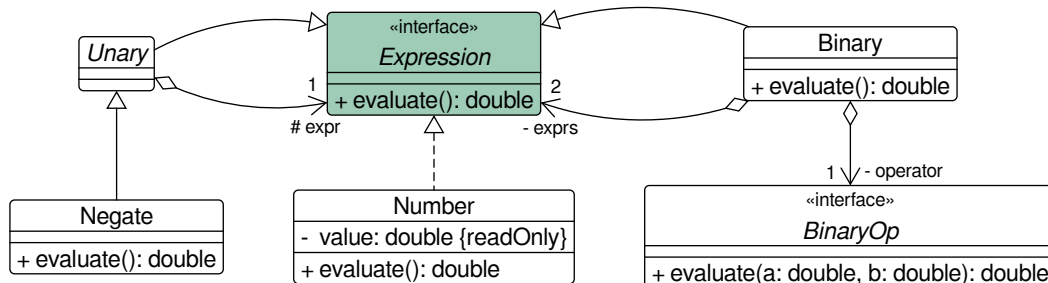 Unary
«interface»
Expression
+ evaluate(): double
Binary
+ evaluate(): double
1
# expr
2
- exprs
1
- operator
Negate
+ evaluate(): double
Number
- value: double {readOnly}
+ evaluate(): double
«interface»
BinaryOp
+ evaluate(a: double, b: double): double